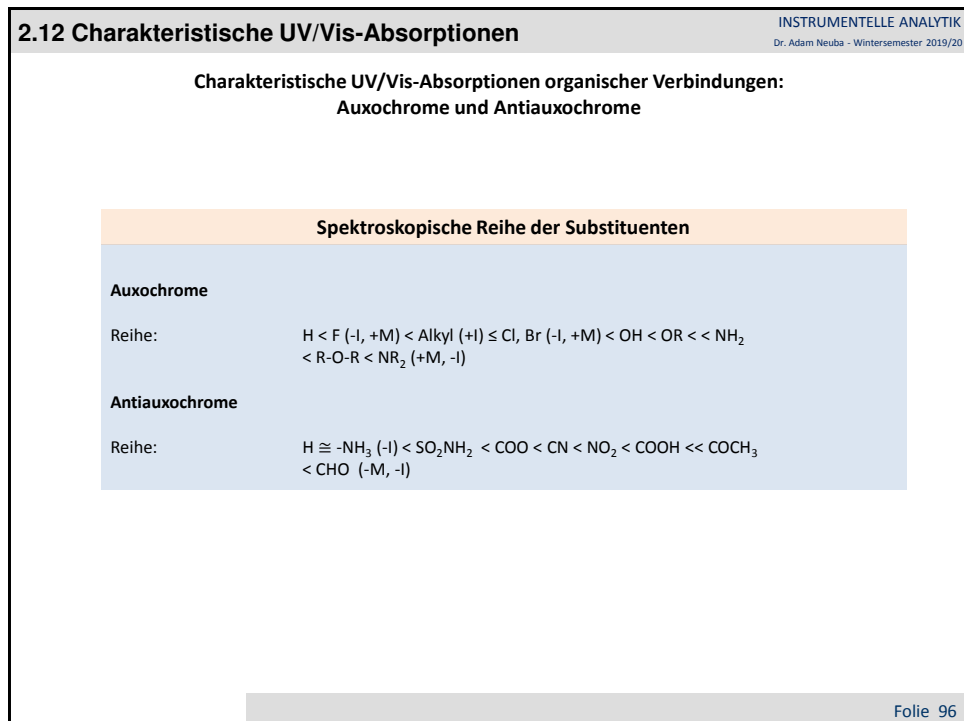 2.12 Charakteristische UV/Vis-Absorptionen
INSTRUMENTELLE ANALYTIK
Dr. Adam Neuba - Wintersemester 2019/20
Charakteristische UV/Vis-Absorptionen organischer Verbindungen:
Auxochrome und Antiauxochrome
Spektroskopische Reihe der Substituenten
Auxochrome
Reihe: H < F (-I, +M) < Alkyl (+I) ≤ Cl, Br (-I, +M) < OH < OR < < NH₂
< R-O-R < NR₂ (+M, -I)
Antiauxochrome
Reihe: H ≅ -NH₃ (-I) < SO₂NH₂ < COO < CN < NO₂ < COOH << COCH₃
< CHO (-M, -I)
Folie 96